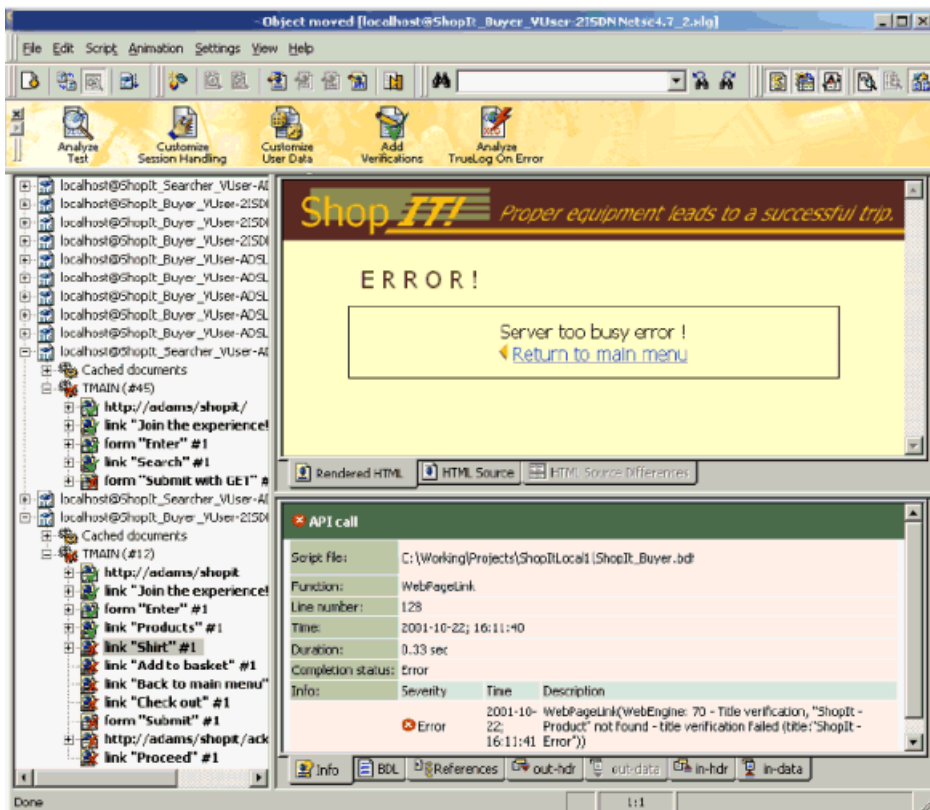 - Object moved [localhost@ShopIt_Buyer_VUser-2ISDN Netsc4.7_2.xlg]
File Edit Script Animation Settings View Help
Analyze Test
Customize Session Handling
Customize User Data
Add Verifications
Analyze TrueLog On Error
localhost@ShopIt_Searcher_VUser-AD
localhost@ShopIt_Buyer_VUser-2ISDI
localhost@ShopIt_Buyer_VUser-2ISDI
localhost@ShopIt_Buyer_VUser-2ISDI
localhost@ShopIt_Buyer_VUser-ADSL
localhost@ShopIt_Buyer_VUser-ADSL
localhost@ShopIt_Buyer_VUser-ADSL
localhost@ShopIt_Buyer_VUser-ADSL
localhost@ShopIt_Buyer_VUser-ADSL
localhost@ShopIt_Searcher_VUser-AD
Cached documents
TMAIN (#45)
http://adams/shopit/
link "Join the experience!
form "Enter" #1
link "Search" #1
form "Submit with GET" #
localhost@ShopIt_Searcher_VUser-AD
localhost@ShopIt_Buyer_VUser-2ISDI
Cached documents
TMAIN (#12)
http://adams/shopit
link "Join the experience!
form "Enter" #1
link "Products" #1
link "Shirt" #1
link "Add to basket" #1
link "Back to main menu"
link "Check out" #1
form "Submit" #1
http://adams/shopit/ack
link "Proceed" #1
Shop IT! Proper equipment leads to a successful trip.
ERROR!
Server too busy error !
Return to main menu
Rendered HTML HTML Source HTML Source Differences
API call
Script file: C:\Working\Projects\ShopItLocal1\ShopIt_Buyer.bdf
Function: WebPageLink
Line number: 128
Time: 2001-10-22; 16:11:40
Duration: 0.33 sec
Completion status: Error
Info: Severity Time Description
Error 2001-10-22; 16:11:41 WebPageLink(WebEngine: 70 - Title verification, "ShopIt - Product" not found - title verification failed (title:"ShopIt - Error"))
Info BDL References out-hdr out-data in-hdr in-data
Done 1:1